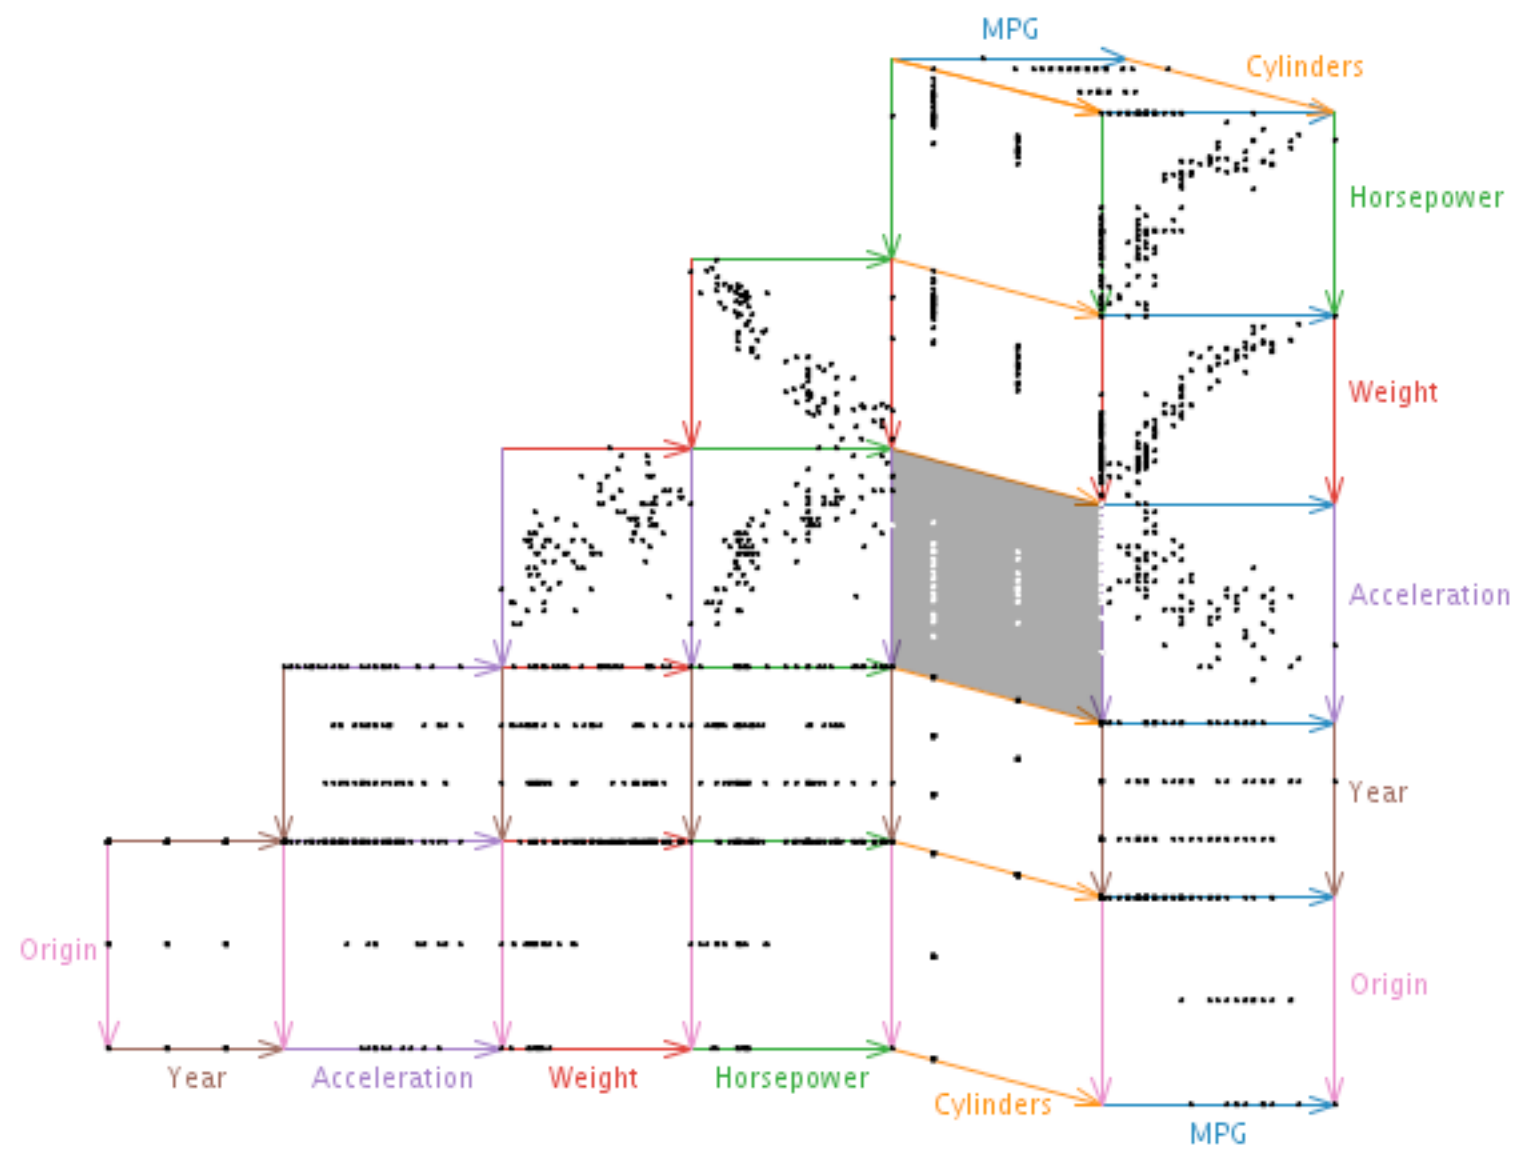 MPG
Cylinders
Horsepower
Weight
Acceleration
Year
Origin
Origin
Year
Acceleration
Weight
Horsepower
Cylinders
MPG